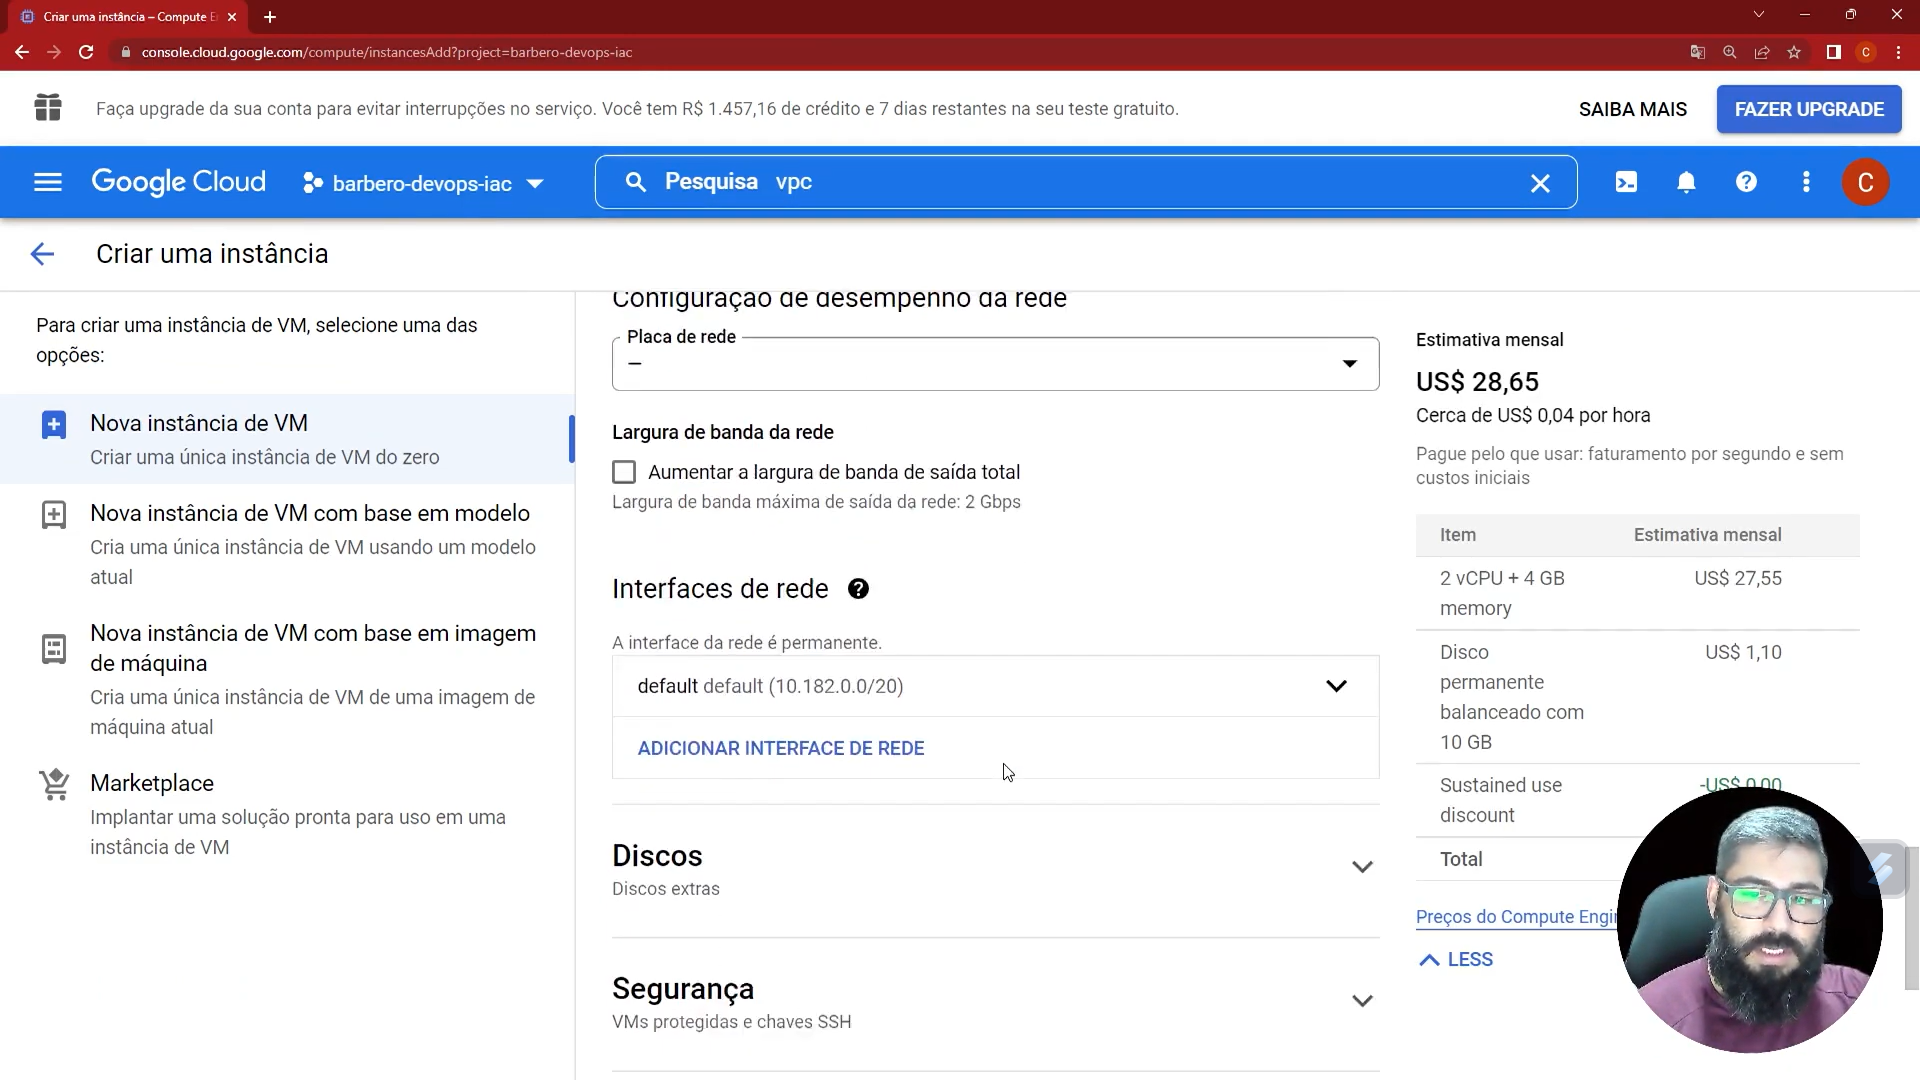 Criar uma instância – Compute E
console.cloud.google.com/compute/instancesAdd?project=barbero-devops-iac
C
Faça upgrade da sua conta para evitar interrupções no serviço. Você tem R$ 1.457,16 de crédito e 7 dias restantes na seu teste gratuito.
SAIBA MAIS
FAZER UPGRADE
Google Cloud
barbero-devops-iac
Pesquisa vpc
C
Criar uma instância
Para criar uma instância de VM, selecione uma das
opções:
Nova instância de VM
Criar uma única instância de VM do zero
Nova instância de VM com base em modelo
Cria uma única instância de VM usando um modelo
atual
Nova instância de VM com base em imagem
de máquina
Cria uma única instância de VM de uma imagem de
máquina atual
Marketplace
Implantar uma solução pronta para uso em uma
instância de VM
Configuração de desempenho da rede
Placa de rede
–
Largura de banda da rede
Aumentar a largura de banda de saída total
Largura de banda máxima de saída da rede: 2 Gbps
Interfaces de rede
A interface da rede é permanente.
default default (10.182.0.0/20)
ADICIONAR INTERFACE DE REDE
Discos
Discos extras
Segurança
VMs protegidas e chaves SSH
Estimativa mensal
US$ 28,65
Cerca de US$ 0,04 por hora
Pague pelo que usar: faturamento por segundo e sem
custos iniciais
Item Estimativa mensal
2 vCPU + 4 GB US$ 27,55
memory
Disco US$ 1,10
permanente
balanceado com
10 GB
Sustained use -US$ 0,00
discount
Total
Preços do Compute Engi
LESS